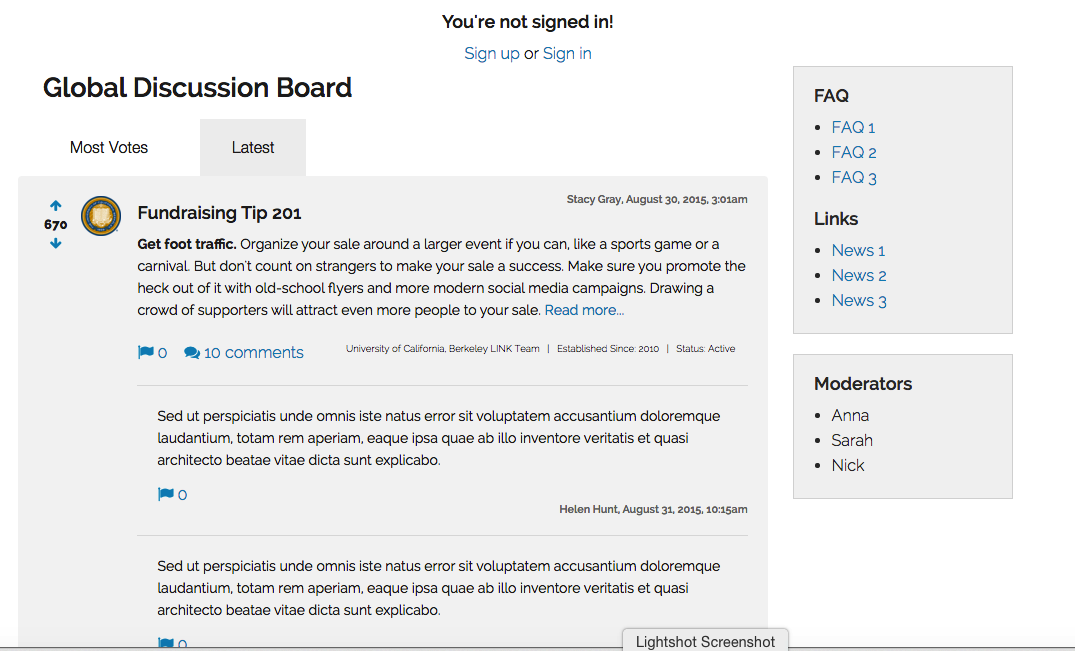 You're not signed in!
Sign up or Sign in
Global Discussion Board
Most Votes
Latest
670
Stacy Gray, August 30, 2015, 3:01am
Fundraising Tip 201
Get foot traffic. Organize your sale around a larger event if you can, like a sports game or a
carnival. But don't count on strangers to make your sale a success. Make sure you promote the
heck out of it with old-school flyers and more modern social media campaigns. Drawing a
crowd of supporters will attract even more people to your sale. Read more...
0 10 comments
University of California, Berkeley LINK Team | Established Since: 2010 | Status: Active
Sed ut perspiciatis unde omnis iste natus error sit voluptatem accusantium doloremque
laudantium, totam rem aperiam, eaque ipsa quae ab illo inventore veritatis et quasi
architecto beatae vitae dicta sunt explicabo.
0
Helen Hunt, August 31, 2015, 10:15am
Sed ut perspiciatis unde omnis iste natus error sit voluptatem accusantium doloremque
laudantium, totam rem aperiam, eaque ipsa quae ab illo inventore veritatis et quasi
architecto beatae vitae dicta sunt explicabo.
0
FAQ
FAQ 1
FAQ 2
FAQ 3
Links
News 1
News 2
News 3
Moderators
Anna
Sarah
Nick
Lightshot Screenshot